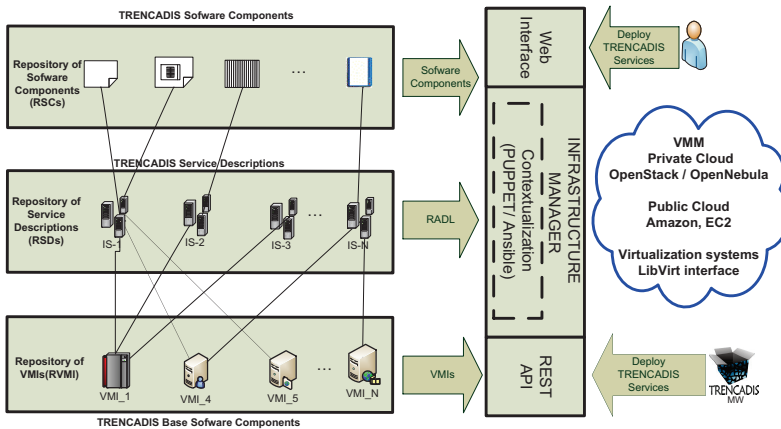 TRENCADIS Sofware Components
Repository of
Sofware
Components
(RSCs)
...
Sofware
Components
Web
Interface
Deploy
TRENCADIS
Services
TRENCADIS Service Descriptions
Repository of
Service
Descriptions
(RSDs)
IS-1
IS-2
IS-3
...
IS-N
RADL
INFRASTRUCTURE
MANAGER
Contextualization
(PUPPET/ Ansible)
VMM
Private Cloud
OpenStack / OpenNebula
Public Cloud
Amazon, EC2
Virtualization systems
LibVirt interface
Repository of
VMIs(RVMI)
VMI_1
VMI_4
VMI_5
...
VMI_N
VMIs
REST
API
Deploy
TRENCADIS
Services
TRENCADIS
MW
TRENCADIS Base Sofware Components